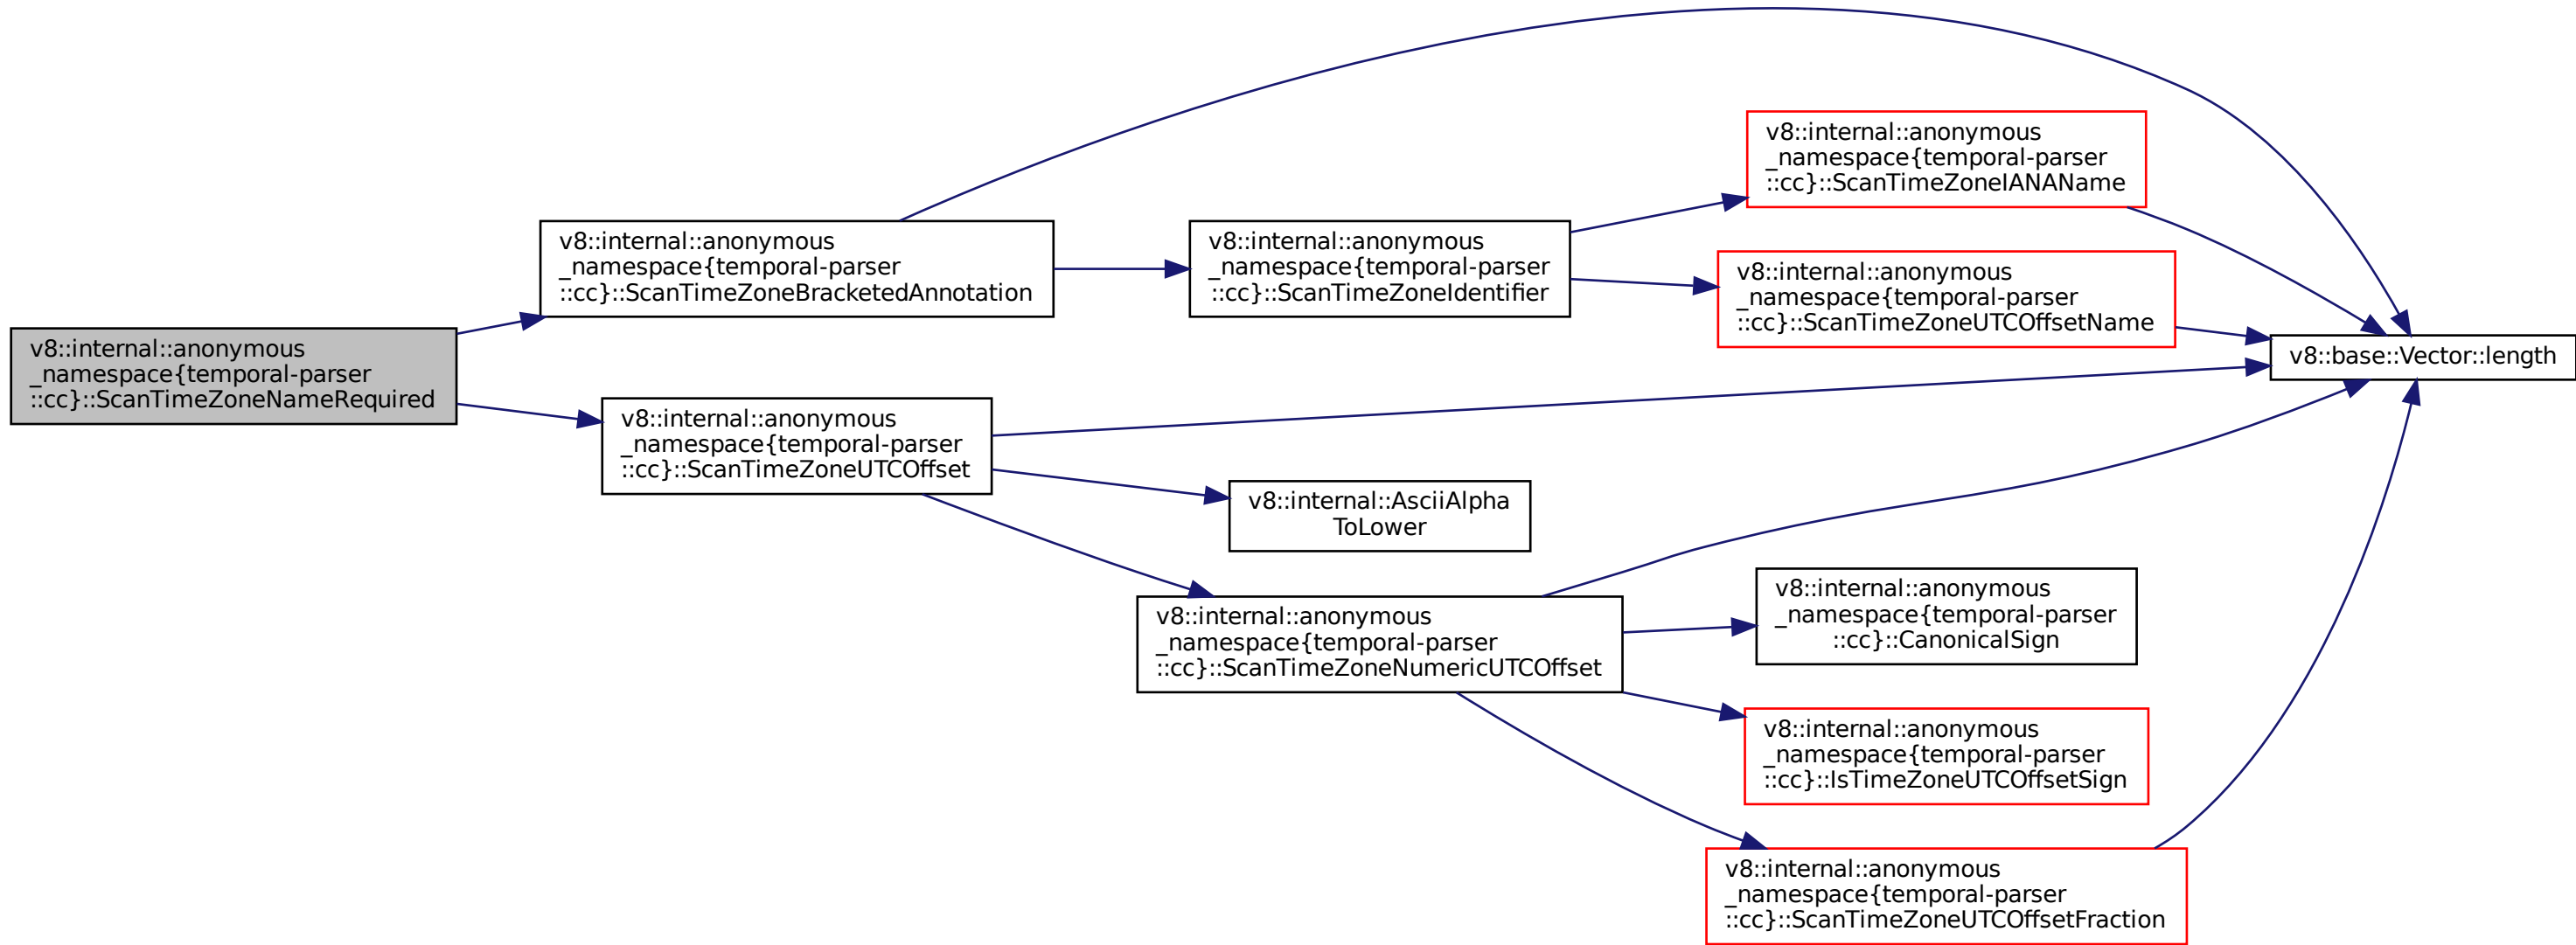 v8::internal::anonymous
_namespace{temporal-parser
::cc}::ScanTimeZoneNameRequired
v8::internal::anonymous
_namespace{temporal-parser
::cc}::ScanTimeZoneBracketedAnnotation
v8::internal::anonymous
_namespace{temporal-parser
::cc}::ScanTimeZoneUTCOffset
v8::internal::anonymous
_namespace{temporal-parser
::cc}::ScanTimeZoneIdentifier
v8::internal::AsciiAlpha
ToLower
v8::internal::anonymous
_namespace{temporal-parser
::cc}::ScanTimeZoneNumericUTCOffset
v8::internal::anonymous
_namespace{temporal-parser
::cc}::ScanTimeZoneIANAName
v8::internal::anonymous
_namespace{temporal-parser
::cc}::ScanTimeZoneUTCOffsetName
v8::internal::anonymous
_namespace{temporal-parser
::cc}::CanonicalSign
v8::internal::anonymous
_namespace{temporal-parser
::cc}::IsTimeZoneUTCOffsetSign
v8::internal::anonymous
_namespace{temporal-parser
::cc}::ScanTimeZoneUTCOffsetFraction
v8::base::Vector::length